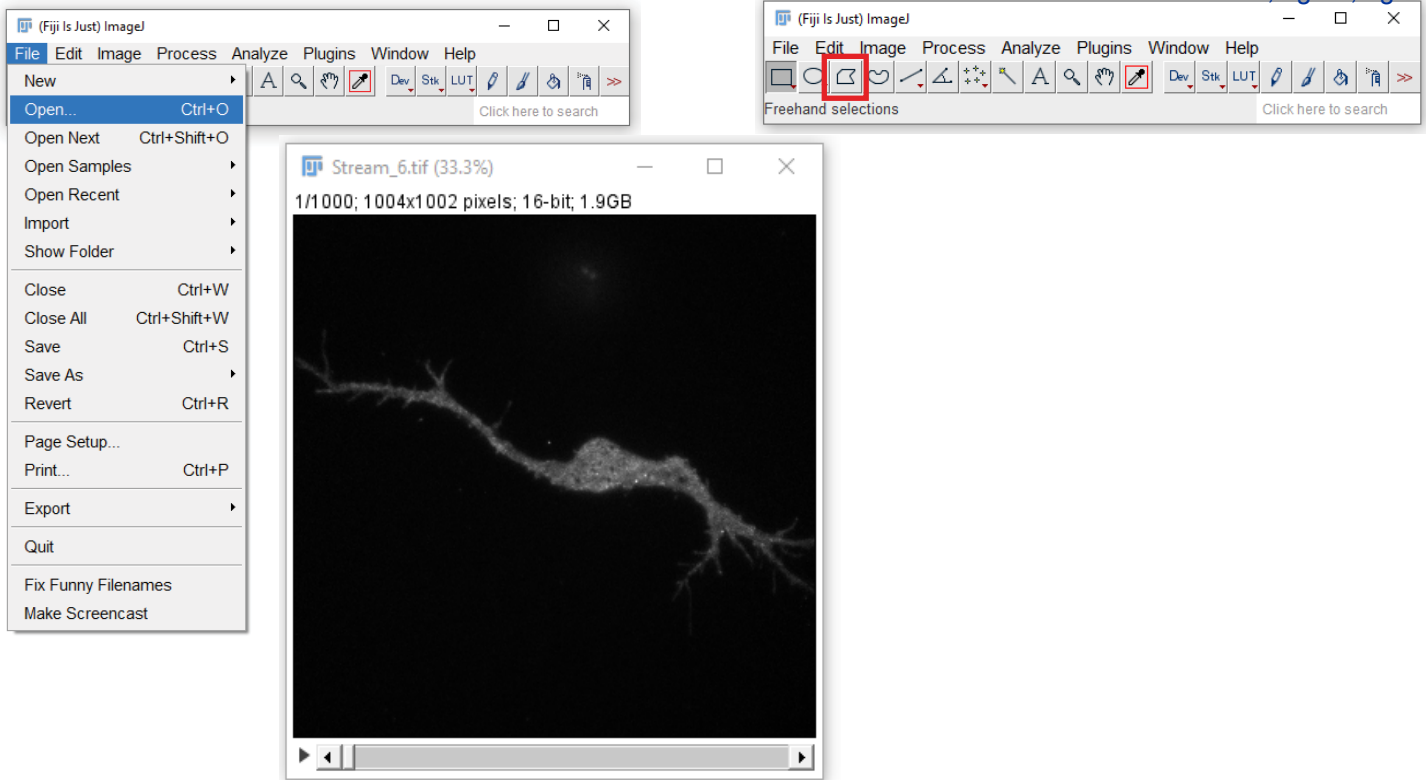 (Fiji Is Just) ImageJ
File Edit Image Process Analyze Plugins Window Help
A Dev Stk LUT >>
Click here to search
New
Open... Ctrl+O
Open Next Ctrl+Shift+O
Open Samples
Open Recent
Import
Show Folder
Close Ctrl+W
Close All Ctrl+Shift+W
Save Ctrl+S
Save As
Revert Ctrl+R
Page Setup...
Print... Ctrl+P
Export
Quit
Fix Funny Filenames
Make Screencast
(Fiji Is Just) ImageJ
File Edit Image Process Analyze Plugins Window Help
A Dev Stk LUT >>
Freehand selections Click here to search
Stream_6.tif (33.3%)
1/1000; 1004x1002 pixels; 16-bit; 1.9GB